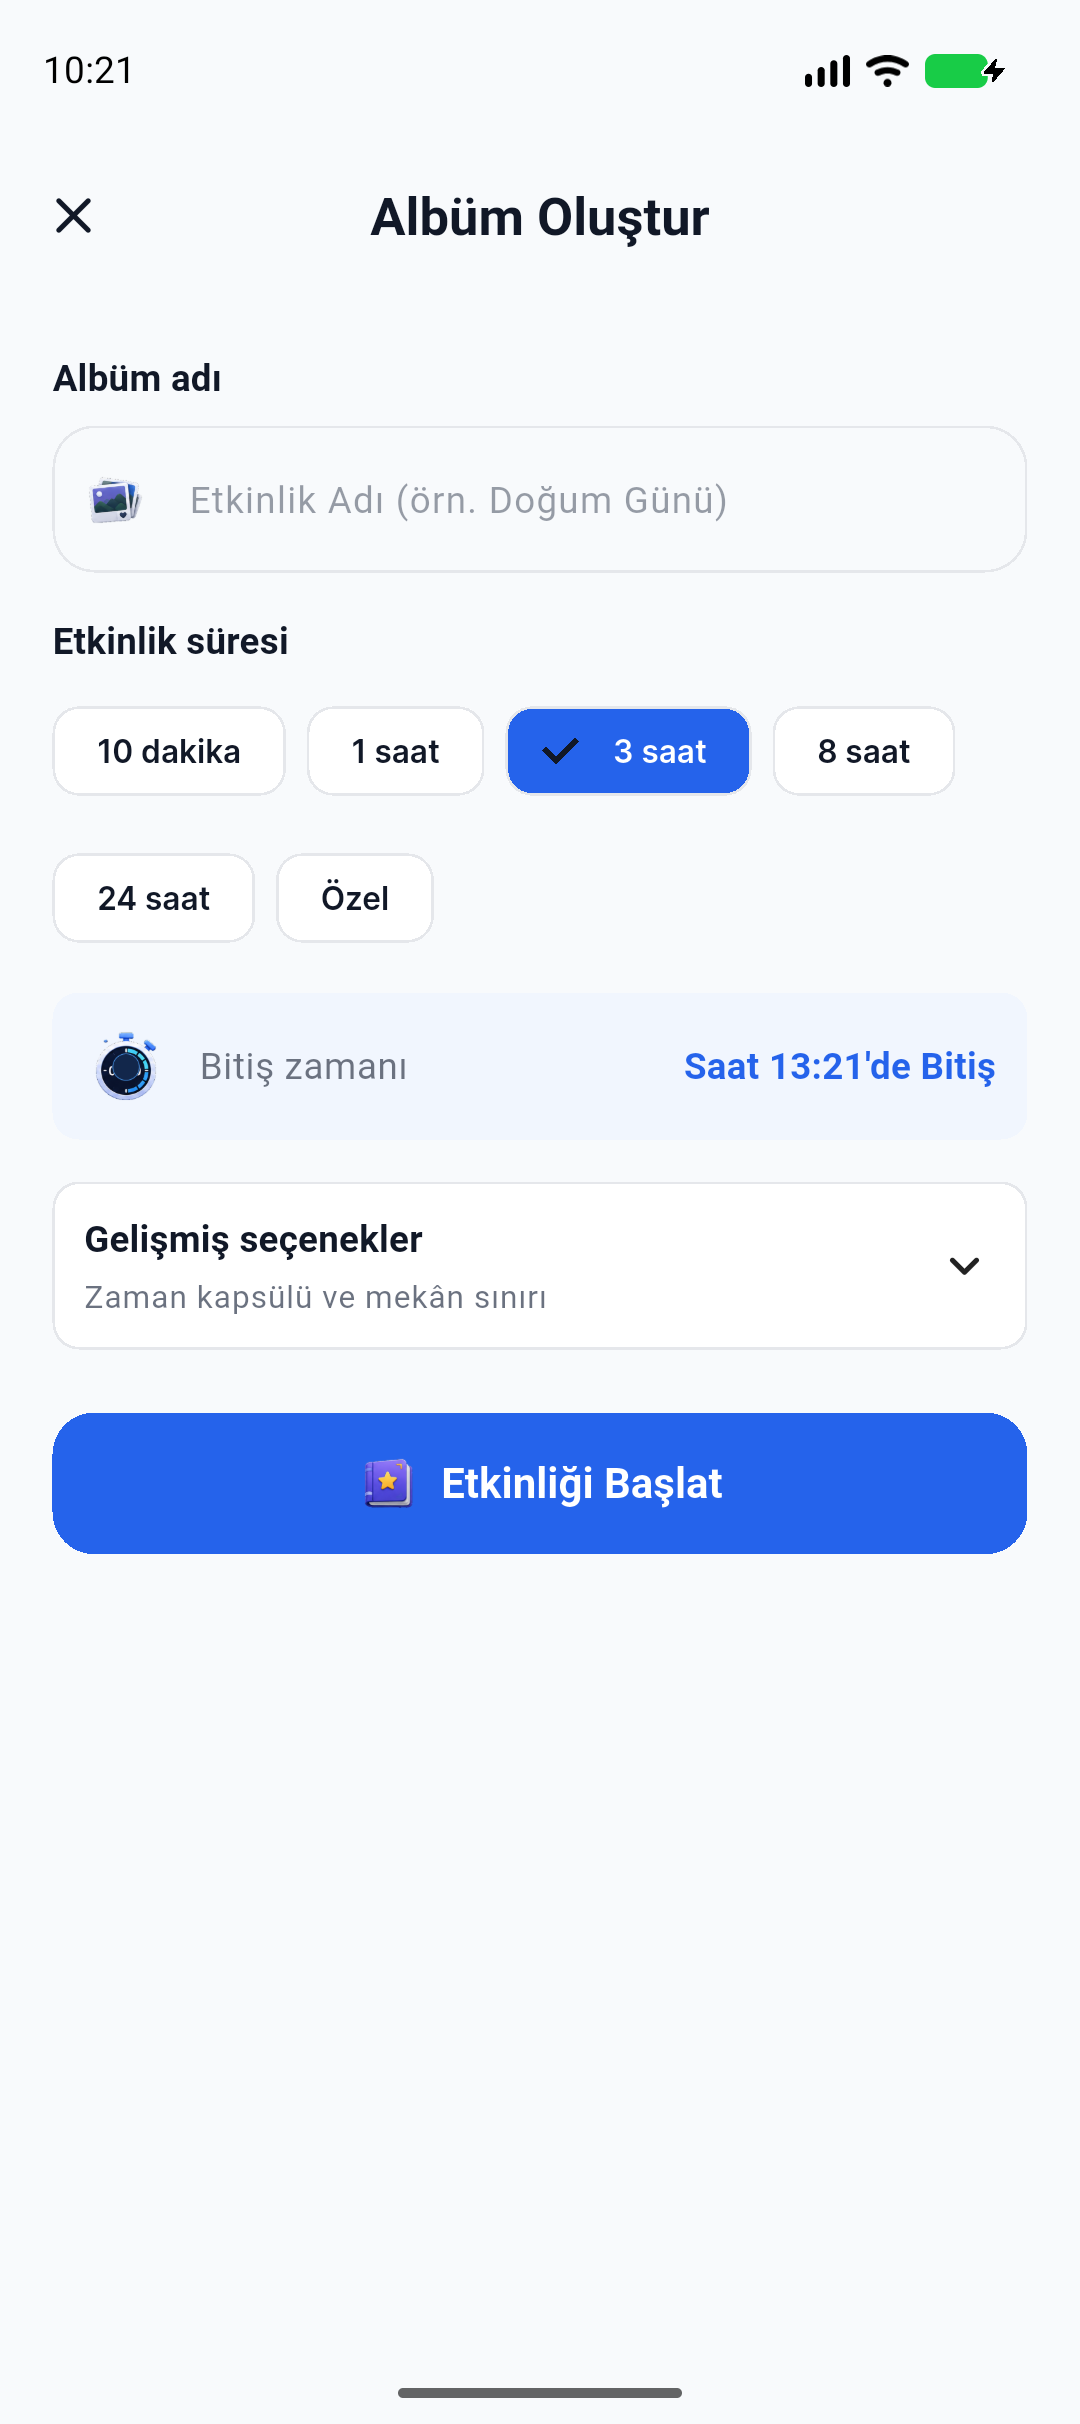 10:21
Albüm Oluştur
Albüm adı
Etkinlik Adı (örn. Doğum Günü)
Etkinlik süresi
10 dakika
1 saat
3 saat
8 saat
24 saat
Özel
Bitiş zamanı
Saat 13:21'de Bitiş
Gelişmiş seçenekler
Zaman kapsülü ve mekân sınırı
Etkinliği Başlat